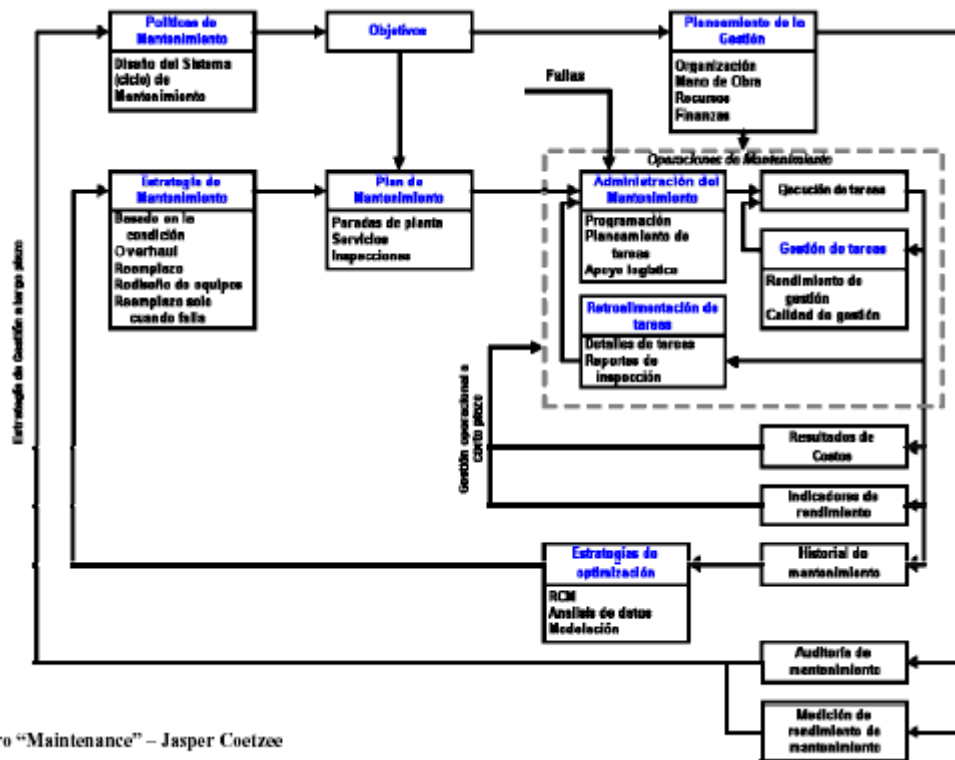 Políticas de
Mantenimiento
Diseño del Sistema
(ciclo) de
Mantenimiento
Objetivos
Planeamiento de la
Gestión
Organización
Mano de Obra
Recursos
Finanzas
Fallas
Operaciones de Mantenimiento
Estrategia de
Mantenimiento
Basado en la
condición
Overhaul
Reemplazo
Rediseño de equipos
Reemplazo solo
cuando falla
Plan de
Mantenimiento
Paradas de planta
Servicios
Inspecciones
Administración del
Mantenimiento
Programación
Planeamiento de
tareas
Apoyo logístico
Ejecución de tareas
Gestión de tareas
Rendimiento de
gestión
Calidad de gestión
Retroalimentación de
tareas
Detalles de tareas
Reportes de
inspección
Estrategia de Gestión a largo plazo
Gestión operacional a
corto plazo
Resultados de
Costos
Indicadores de
rendimiento
Estrategias de
optimización
RCM
Analisis de datos
Modelación
Historial de
mantenimiento
Auditoría de
mantenimiento
Medición de
rendimiento de
mantenimiento
ro “Maintenance” – Jasper Coetzee